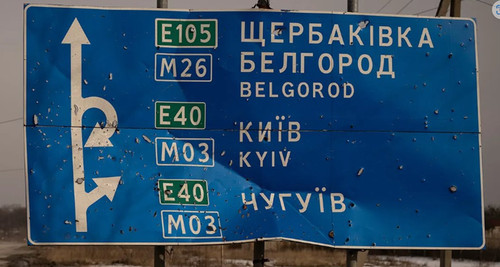 E105 ЩЕРБАКІВКА
M26 БЕЛГОРОД
BELGOROD
E40 КИЇВ
M03 KYIV
E40 ЧУГУЇВ
M03